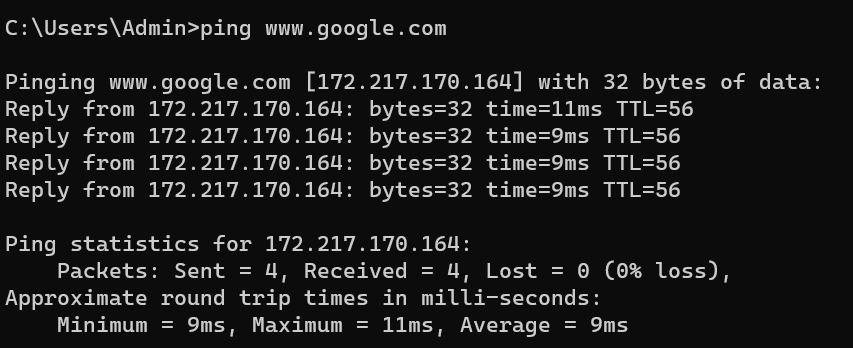 C:\Users\Admin>ping www.google.com
Pinging www.google.com [172.217.170.164] with 32 bytes of data:
Reply from 172.217.170.164: bytes=32 time=11ms TTL=56
Reply from 172.217.170.164: bytes=32 time=9ms TTL=56
Reply from 172.217.170.164: bytes=32 time=9ms TTL=56
Reply from 172.217.170.164: bytes=32 time=9ms TTL=56
Ping statistics for 172.217.170.164:
    Packets: Sent = 4, Received = 4, Lost = 0 (0% loss),
Approximate round trip times in milli-seconds:
    Minimum = 9ms, Maximum = 11ms, Average = 9ms